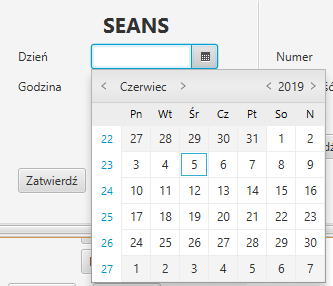 SEANS
Dzień
Numer
Godzina
Czerwiec 2019
Pn Wt Śr Cz Pt So N
22 27 28 29 30 31 1 2
23 3 4 5 6 7 8 9
24 10 11 12 13 14 15 16
25 17 18 19 20 21 22 23
26 24 25 26 27 28 29 30
27 1 2 3 4 5 6 7
Zatwierdź